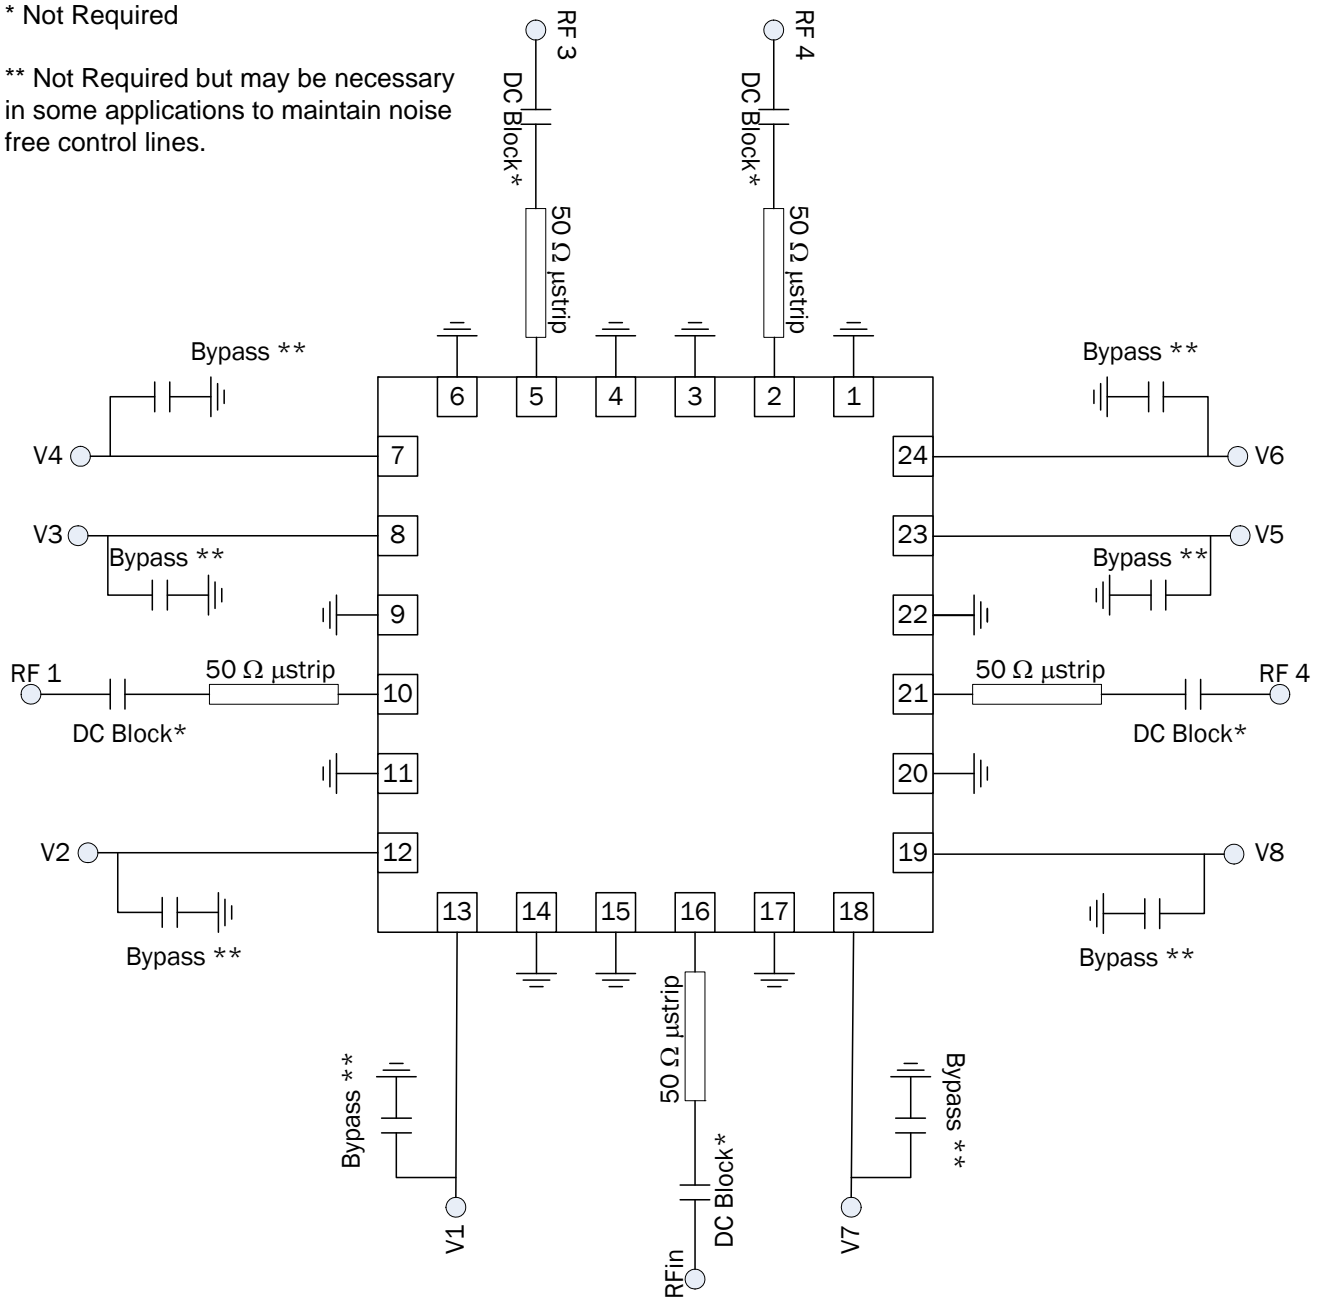 * Not Required
** Not Required but may be necessary
in some applications to maintain noise
free control lines.
RF 3
DC Block*
50 Ω μstrip
RF 4
DC Block*
50 Ω μstrip
Bypass **
Bypass **
6
5
4
3
2
1
V4
7
24
V6
V3
8
23
V5
Bypass **
Bypass **
9
22
RF 1
50 Ω μstrip
10
21
50 Ω μstrip
RF 4
DC Block*
DC Block*
11
20
V2
12
19
V8
13
14
15
16
17
18
Bypass **
Bypass **
Bypass **
50 Ω μstrip
Bypass **
DC Block*
V1
V7
RFin